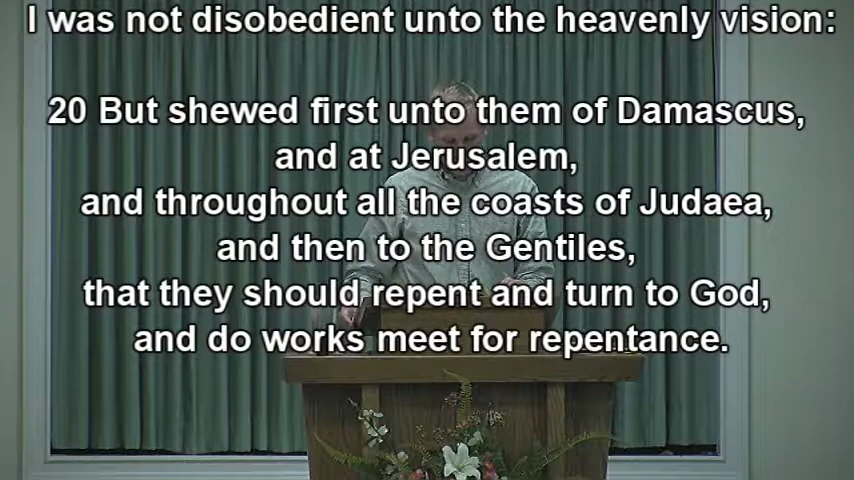 I was not disobedient unto the heavenly vision:
20 But shewed first unto them of Damascus,
and at Jerusalem,
and throughout all the coasts of Judaea,
and then to the Gentiles,
that they should repent and turn to God,
and do works meet for repentance.